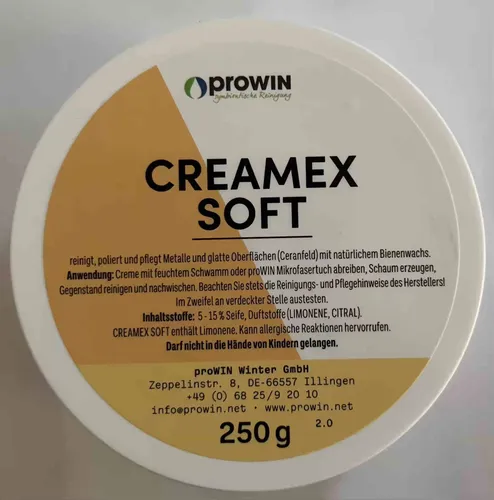 proWIN
symbiontische Reinigung
CREAMEX
SOFT
reinigt, poliert und pflegt Metalle und glatte Oberflächen (Ceranfeld) mit natürlichem Bienenwachs.
Anwendung: Creme mit feuchtem Schwamm oder proWIN Mikrofasertuch abreiben, Schaum erzeugen,
Gegenstand reinigen und nachwischen. Beachten Sie stets die Reinigungs- und Pflegehinweise des Herstellers!
Im Zweifel an verdeckter Stelle austesten.
Inhaltsstoffe: 5-15 % Seife, Duftstoffe (LIMONENE, CITRAL).
CREAMEX SOFT enthält Limonene. Kann allergische Reaktionen hervorrufen.
Darf nicht in die Hände von Kindern gelangen.
proWIN Winter GmbH
Zeppelinstr. 8, DE-66557 Illingen
+49 (0) 68 25/9 20 10
info@prowin.net · www.prowin.net
250 g 2.0